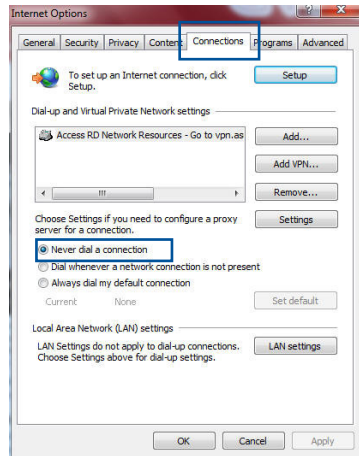 Internet Options
General Security Privacy Content Connections Programs Advanced
To set up an Internet connection, click
Setup.
Setup
Dial-up and Virtual Private Network settings
Access RD Network Resources - Go to vpn.as
Add...
Add VPN...
Remove...
Choose Settings if you need to configure a proxy
server for a connection.
Settings
Never dial a connection
Dial whenever a network connection is not present
Always dial my default connection
Current None
Set default
Local Area Network (LAN) settings
LAN Settings do not apply to dial-up connections.
Choose Settings above for dial-up settings.
LAN settings
OK Cancel Apply